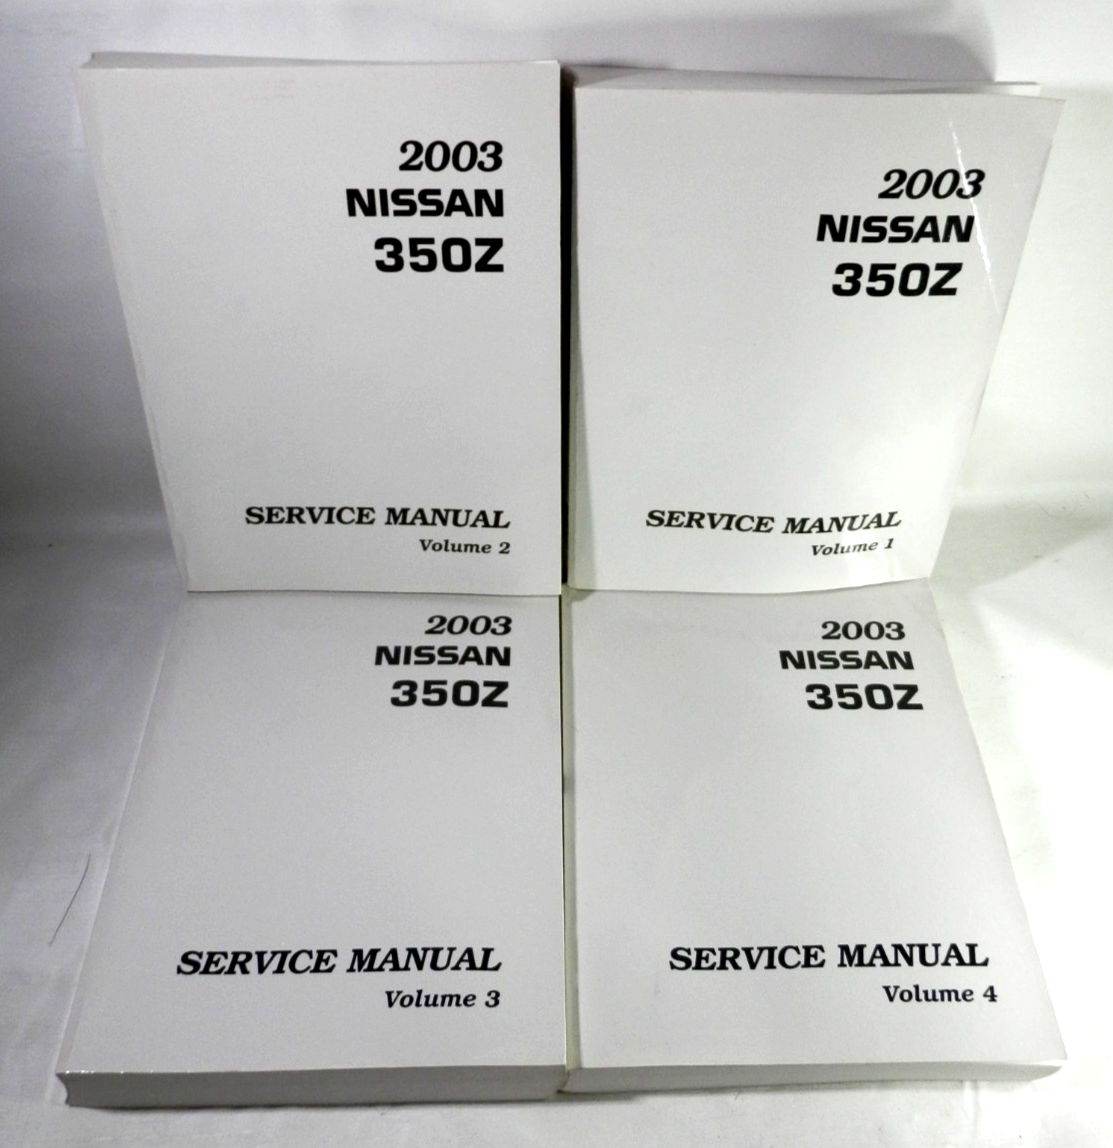 2003
NISSAN
350Z
SERVICE MANUAL
Volume 2
2003
NISSAN
350Z
SERVICE MANUAL
Volume 1
2003
NISSAN
350Z
SERVICE MANUAL
Volume 3
2003
NISSAN
350Z
SERVICE MANUAL
Volume 4